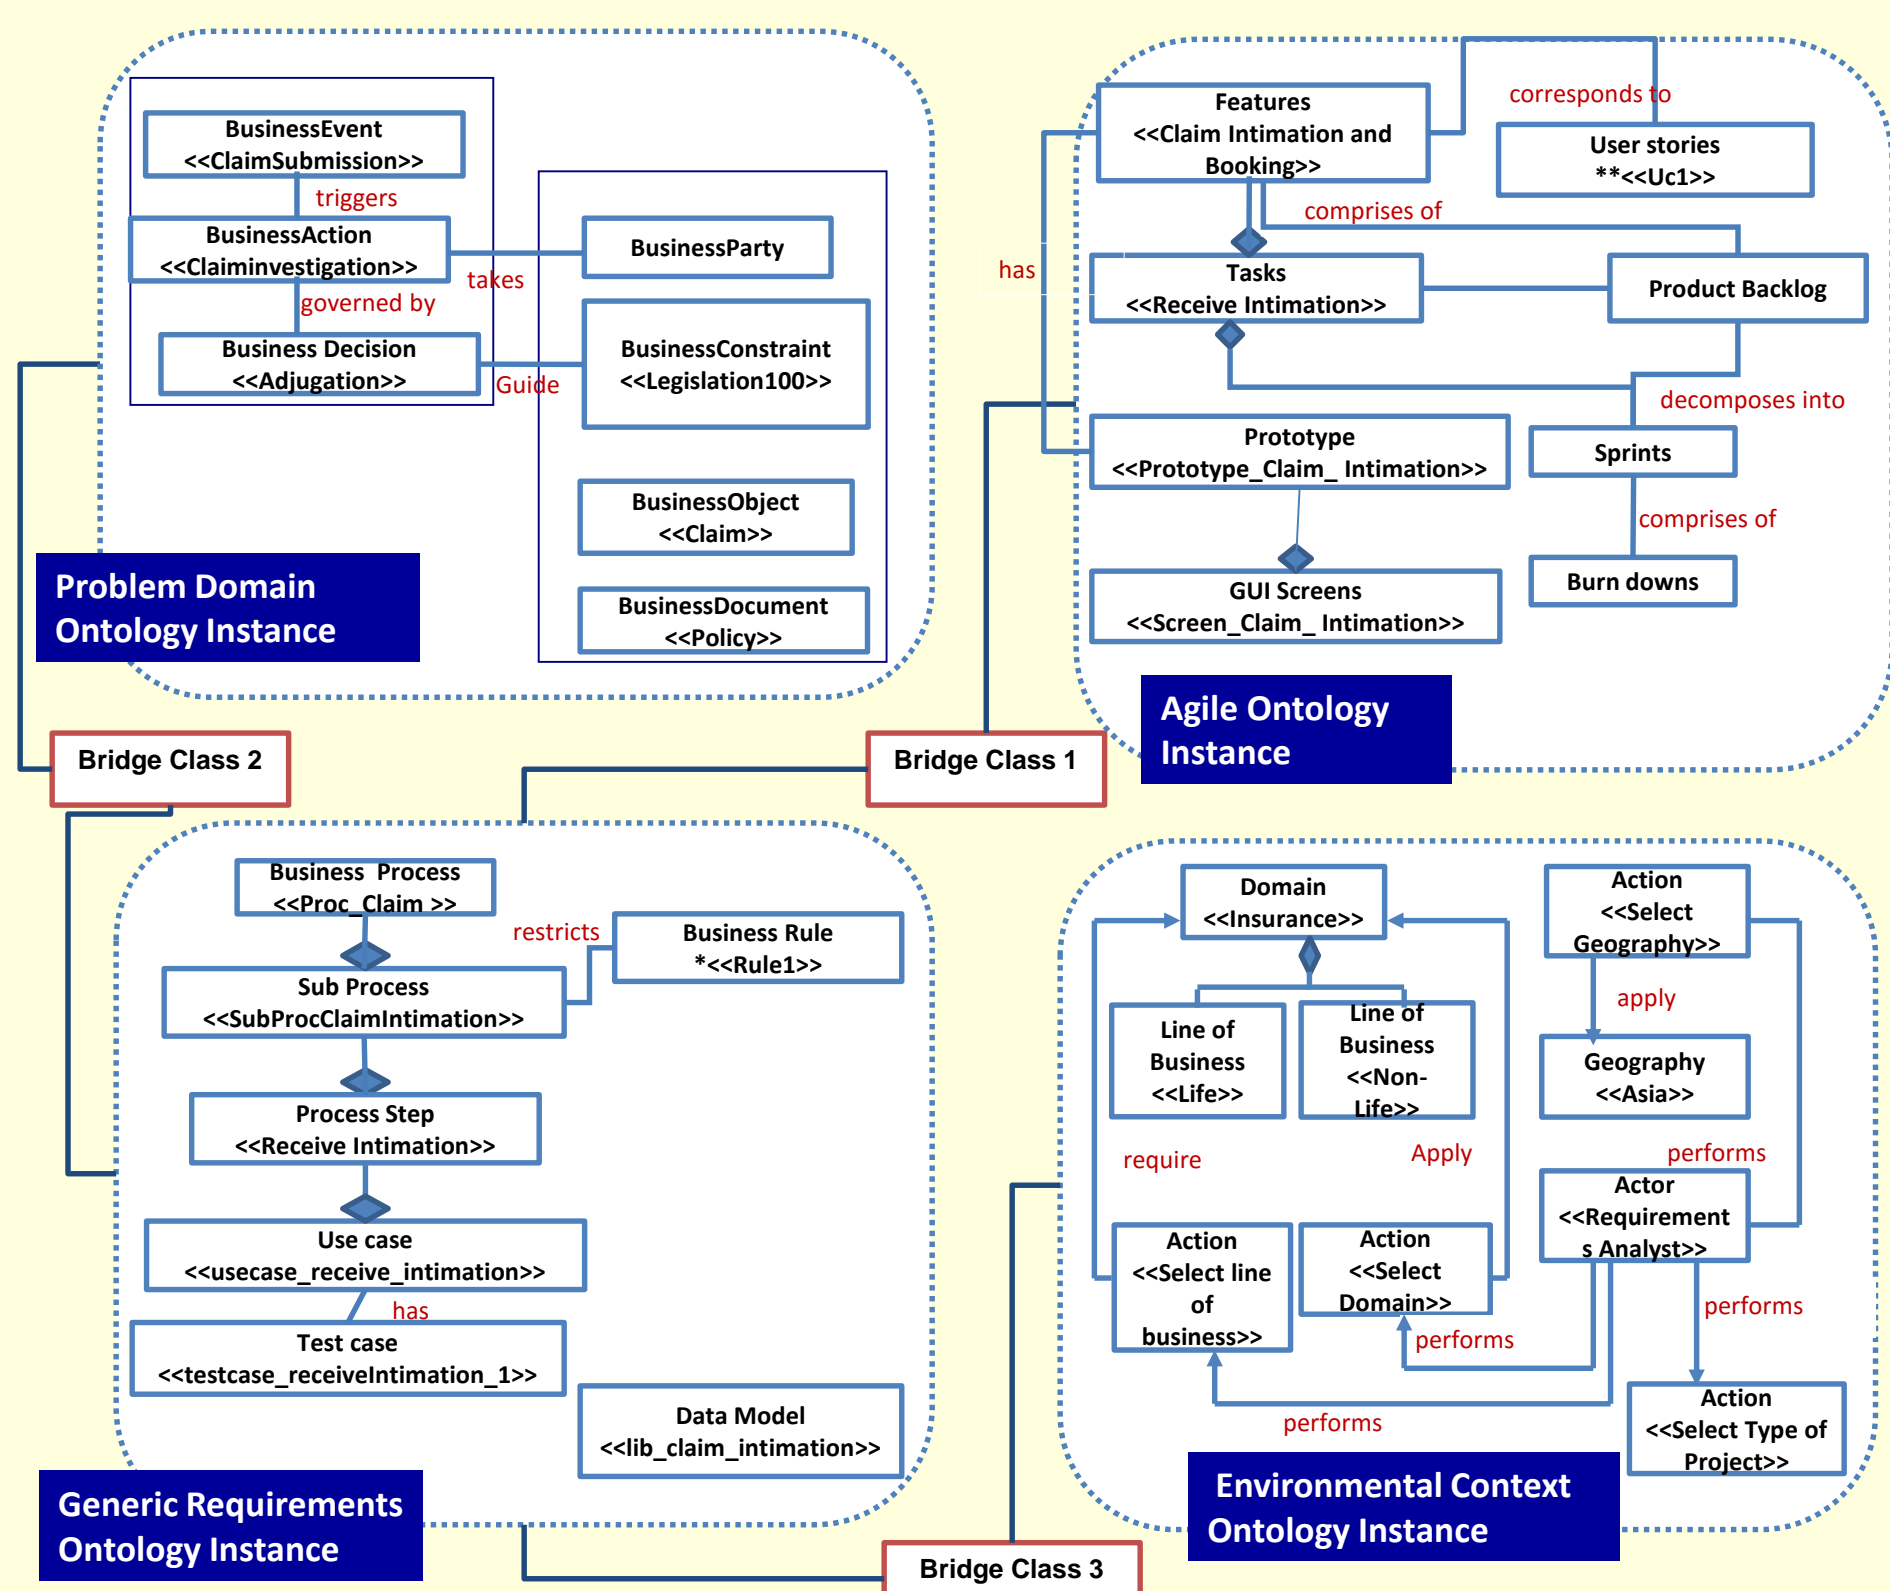 BusinessEvent
<<ClaimSubmission>>
triggers
BusinessAction
<<Claiminvestigation>>
takes
governed by
Business Decision
<<Adjugation>>
Guide
BusinessParty
BusinessConstraint
<<Legislation100>>
BusinessObject
<<Claim>>
BusinessDocument
<<Policy>>
Problem Domain
Ontology Instance
Features
<<Claim Intimation and
Booking>>
corresponds to
User stories
**<<Uc1>>
comprises of
has
Tasks
<<Receive Intimation>>
Product Backlog
decomposes into
Prototype
<<Prototype_Claim_ Intimation>>
Sprints
comprises of
GUI Screens
<<Screen_Claim_ Intimation>>
Burn downs
Agile Ontology
Instance
Bridge Class 2
Bridge Class 1
Business  Process
<<Proc_Claim >>
restricts
Business Rule
*<<Rule1>>
Sub Process
<<SubProcClaimIntimation>>
Process Step
<<Receive Intimation>>
Use case
<<usecase_receive_intimation>>
has
Test case
<<testcase_receiveIntimation_1>>
Data Model
<<lib_claim_intimation>>
Generic Requirements
Ontology Instance
Domain
<<Insurance>>
Action
<<Select
Geography>>
apply
Line of
Business
<<Life>>
Line of
Business
<<Non-
Life>>
Geography
<<Asia>>
require
Apply
performs
Actor
<<Requirement
s Analyst>>
Action
<<Select line
of
business>>
Action
<<Select
Domain>>
performs
performs
performs
Action
<<Select Type of
Project>>
Environmental Context
Ontology Instance
Bridge Class 3